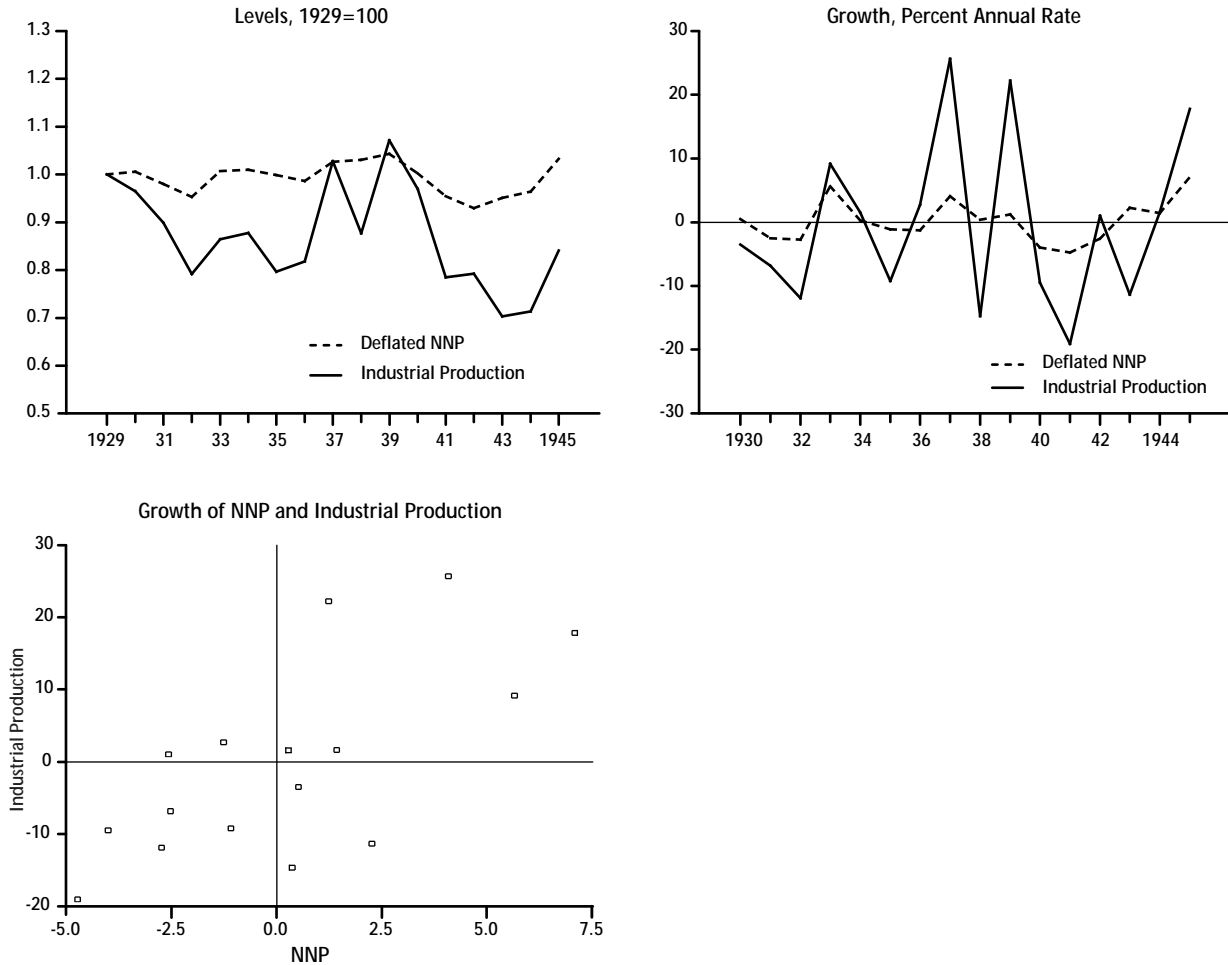 Levels, 1929=100
1.3
1.2
1.1
1.0
0.9
0.8
0.7
0.6
0.5
Deflated NNP
Industrial Production
1929 31 33 35 37 39 41 43 1945
Growth, Percent Annual Rate
30
20
10
0
-10
-20
-30
Deflated NNP
Industrial Production
1930 32 34 36 38 40 42 1944
Growth of NNP and Industrial Production
Industrial Production
30
20
10
0
-10
-20
-5.0 -2.5 0.0 2.5 5.0 7.5
NNP